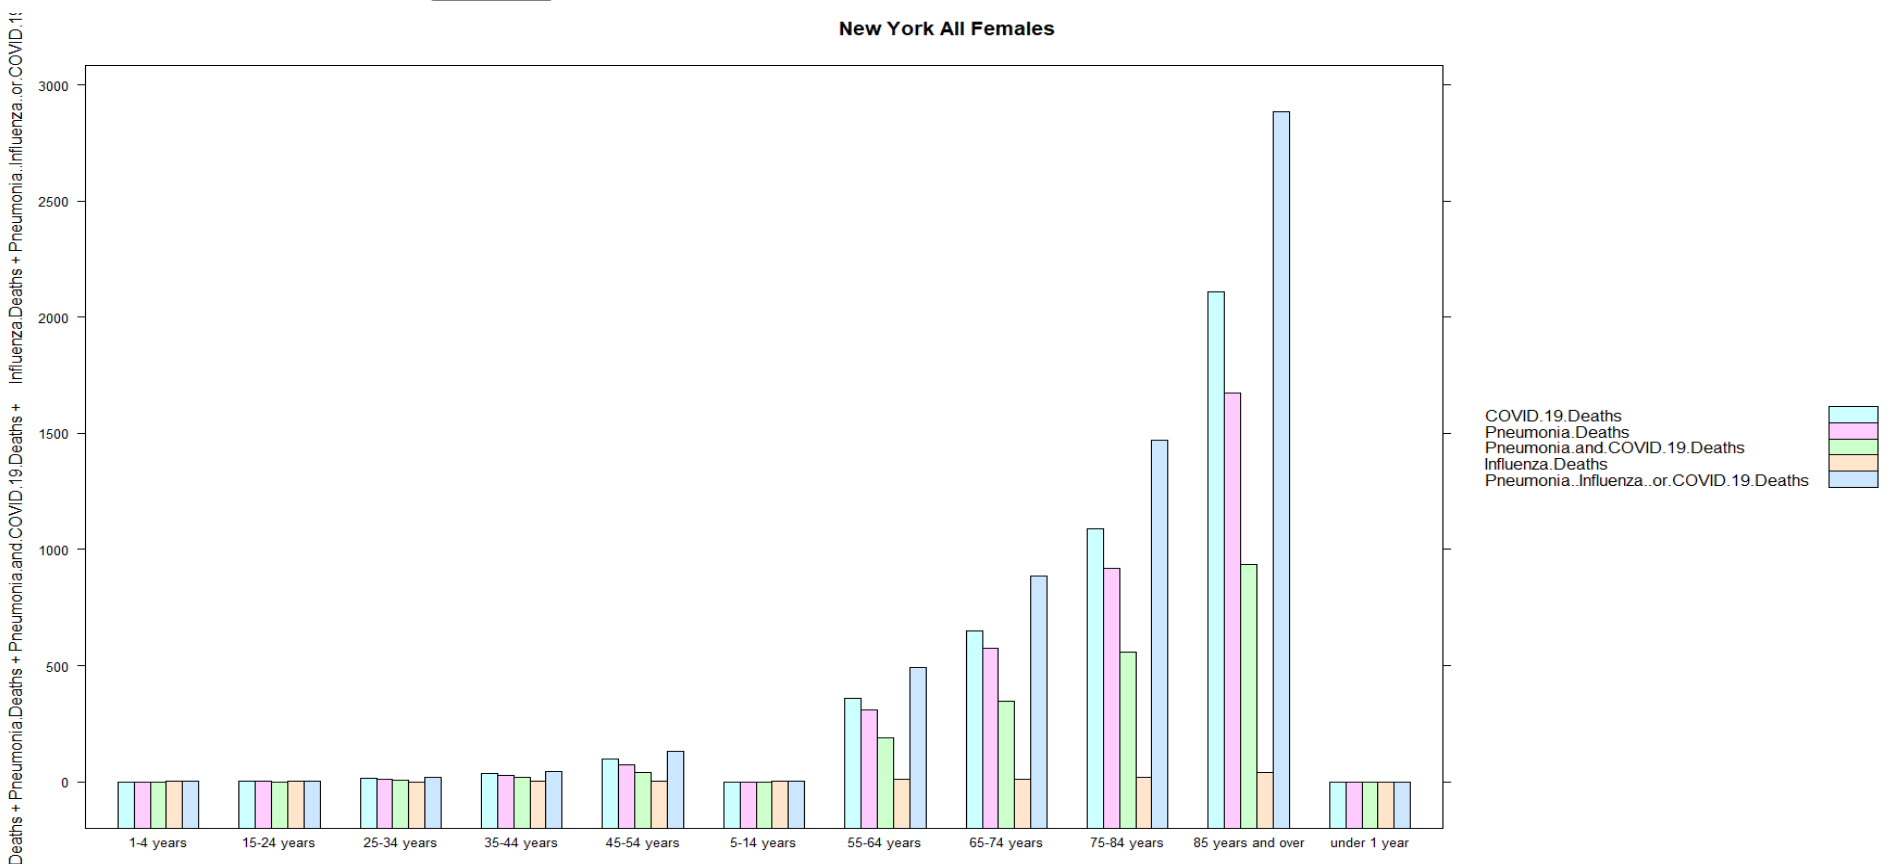 New York All Females
Deaths + Pneumonia.Deaths + Pneumonia.and.COVID.19.Deaths + Influenza.Deaths + Pneumonia..Influenza..or.COVID.19
3000
2500
2000
1500
1000
500
0
1-4 years
15-24 years
25-34 years
35-44 years
45-54 years
5-14 years
55-64 years
65-74 years
75-84 years
85 years and over
under 1 year
COVID.19.Deaths
Pneumonia.Deaths
Pneumonia.and.COVID.19.Deaths
Influenza.Deaths
Pneumonia..Influenza..or.COVID.19.Deaths